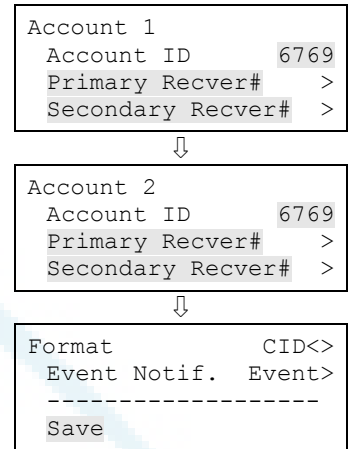 Account 1
Account ID 6769
Primary Recver# >
Secondary Recver# >
⇩
Account 2
Account ID 6769
Primary Recver# >
Secondary Recver# >
⇩
Format CID<>
Event Notif. Event>
--------------------
Save